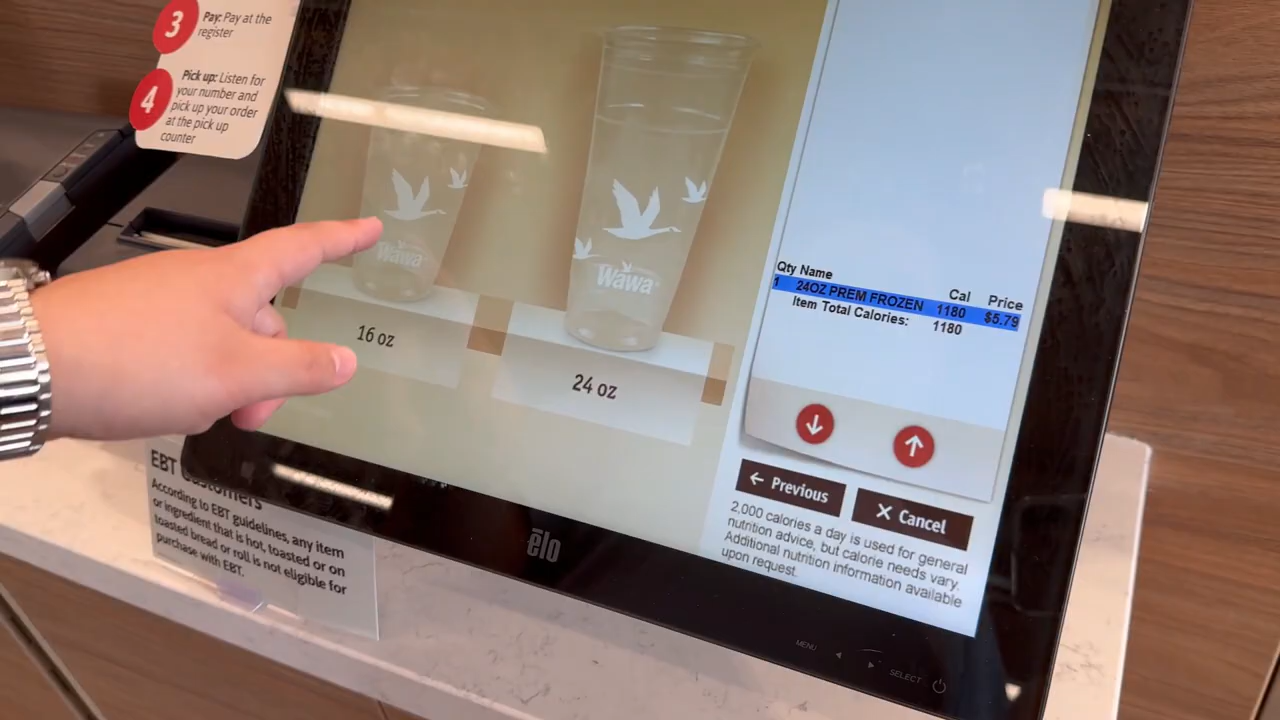 3
Pay: Pay at the
register
4
Pick up: Listen for
your number and
pick up your order
at the pick up
counter
Wawa
Wawa
16 oz
24 oz
Qty Name Cal Price
1 24OZ PREM FROZEN 1180 $5.79
Item Total Calories: 1180
← Previous
× Cancel
2,000 calories a day is used for general
nutrition advice, but calorie needs vary.
Additional nutrition information available
upon request.
elo
MENU
SELECT
EBT Customers
According to EBT guidelines, any item
or ingredient that is hot, toasted or on
toasted bread or roll is not eligible for
purchase with EBT.